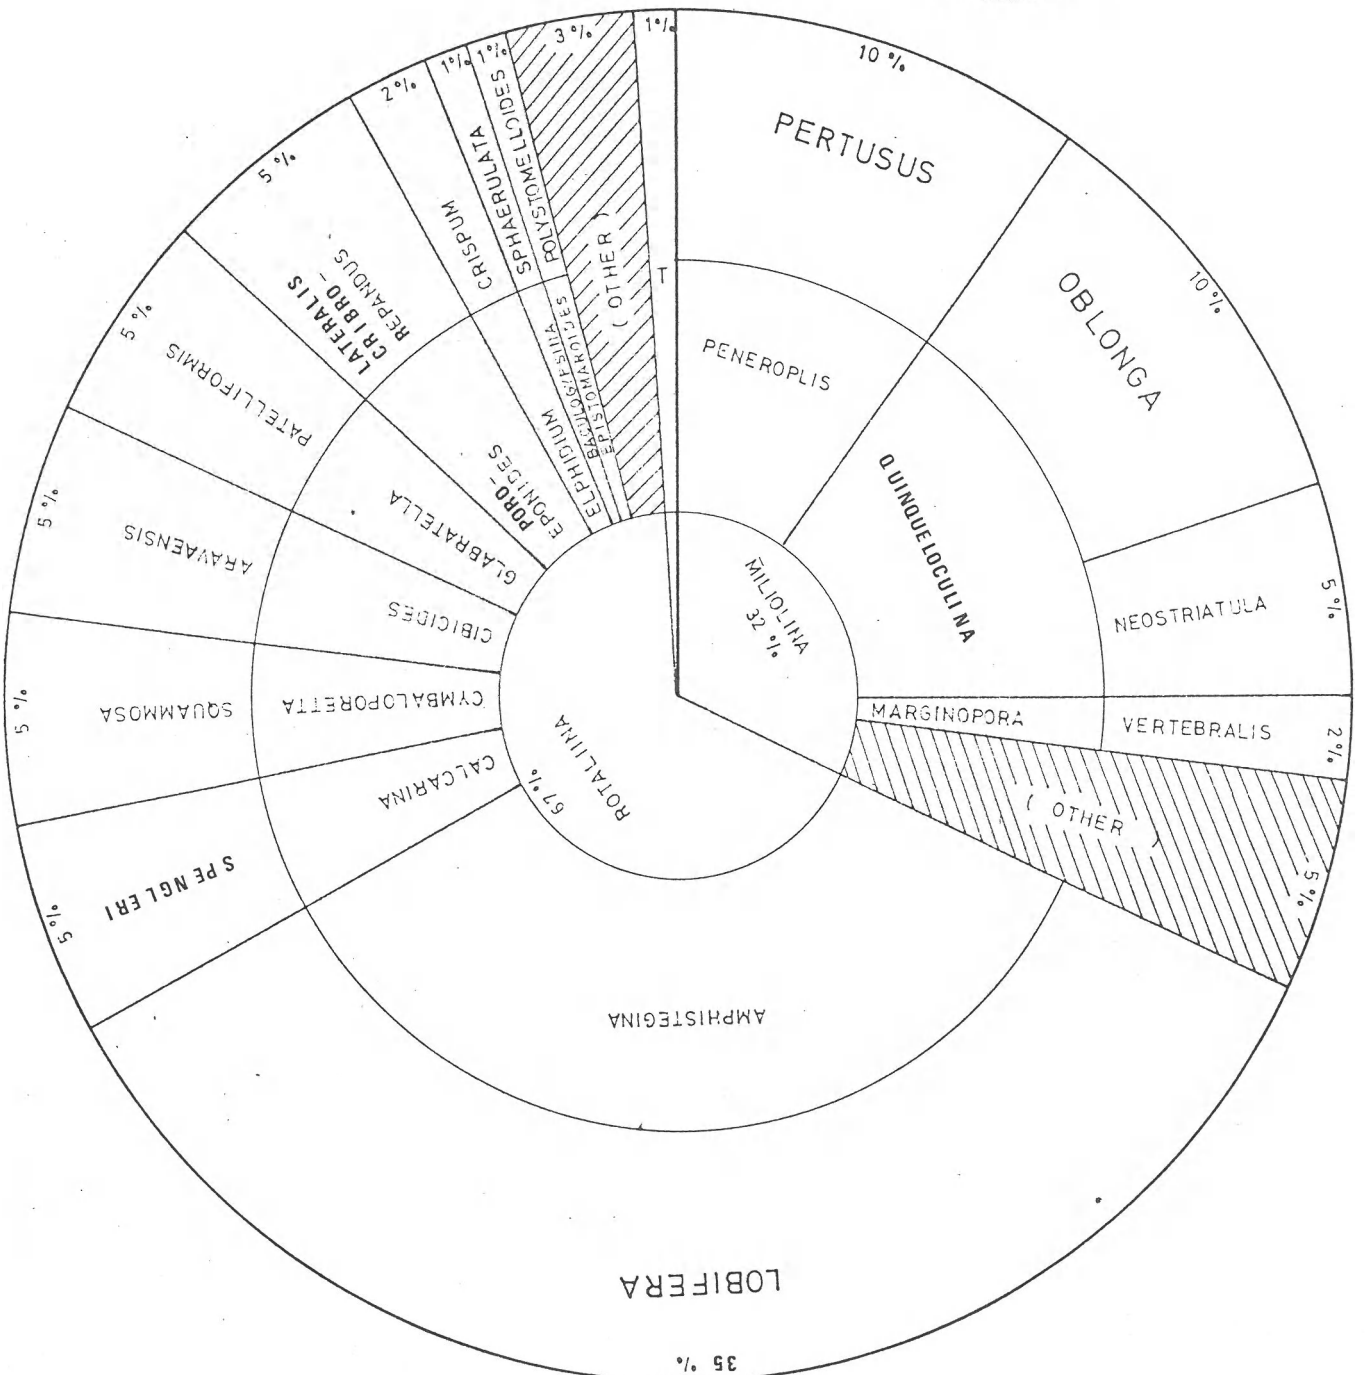 1%
10 %
PERTUSUS
PENEROPLIS
10 %
OBLONGA
QUINQUELOCULINA
5 %
NEOSTRIATULA
MILIOLINA
32 %
2%
VERTEBRALIS
MARGINOPORA
5 %
( OTHER )
35 %
LOBIFERA
AMPHISTEGINA
ROTALIINA
67 %
5 %
SPENGLERI
CALCARINA
5 %
SQUAMMOSA
CYMBALOPORETTA
5 %
ARAVAENSIS
CIBICIDES
5 %
PATELLIFORMIS
GLABRATELLA
5 %
LATERALIS
CRIBRO-
REPANDUS
PORO-
EPONIDES
2%
CRISPUM
ELPHIDIUM
1%
SPHAERULATA
1%
POLYSTOMELLOIDES
EPISTOMAROIDES
3%
( OTHER )
T